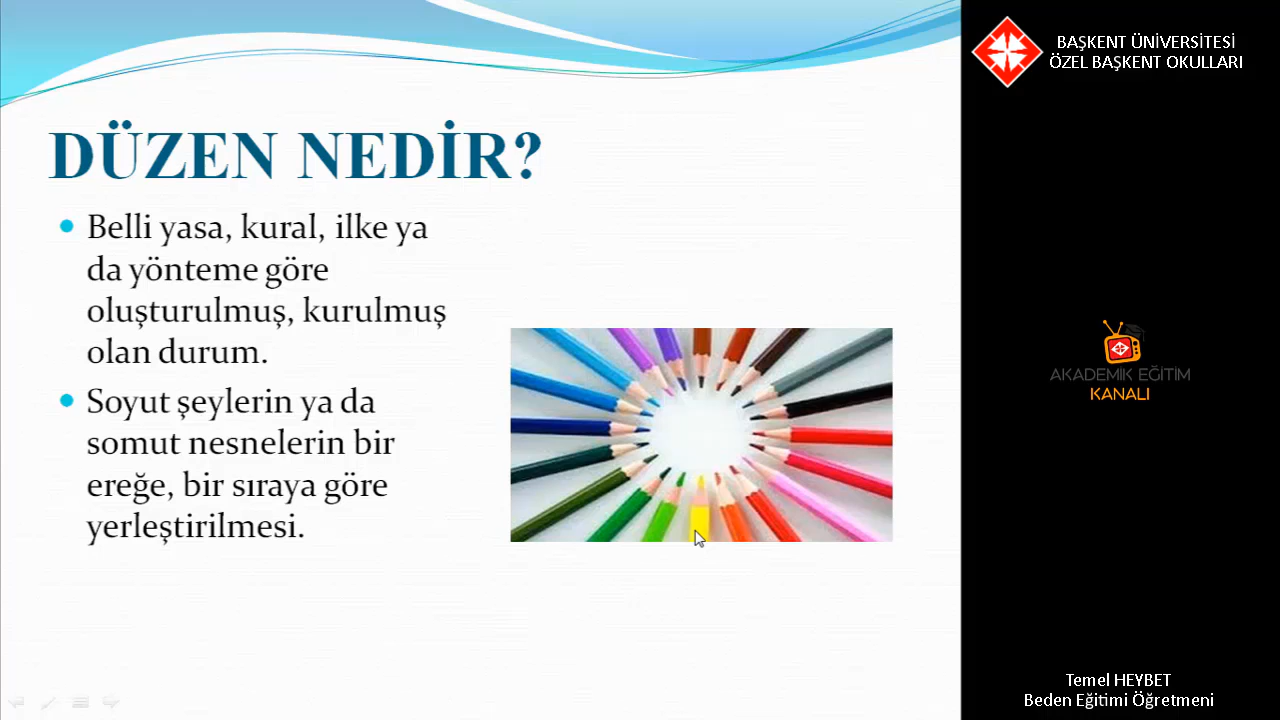 DÜZEN NEDİR?
Belli yasa, kural, ilke ya
da yönteme göre
oluşturulmuş, kurulmuş
olan durum.
Soyut şeylerin ya da
somut nesnelerin bir
ereğe, bir sıraya göre
yerleştirilmesi.
BAŞKENT ÜNİVERSİTESİ
ÖZEL BAŞKENT OKULLARI
AKADEMİK EĞİTİM
KANALI
Temel HEYBET
Beden Eğitimi Öğretmeni